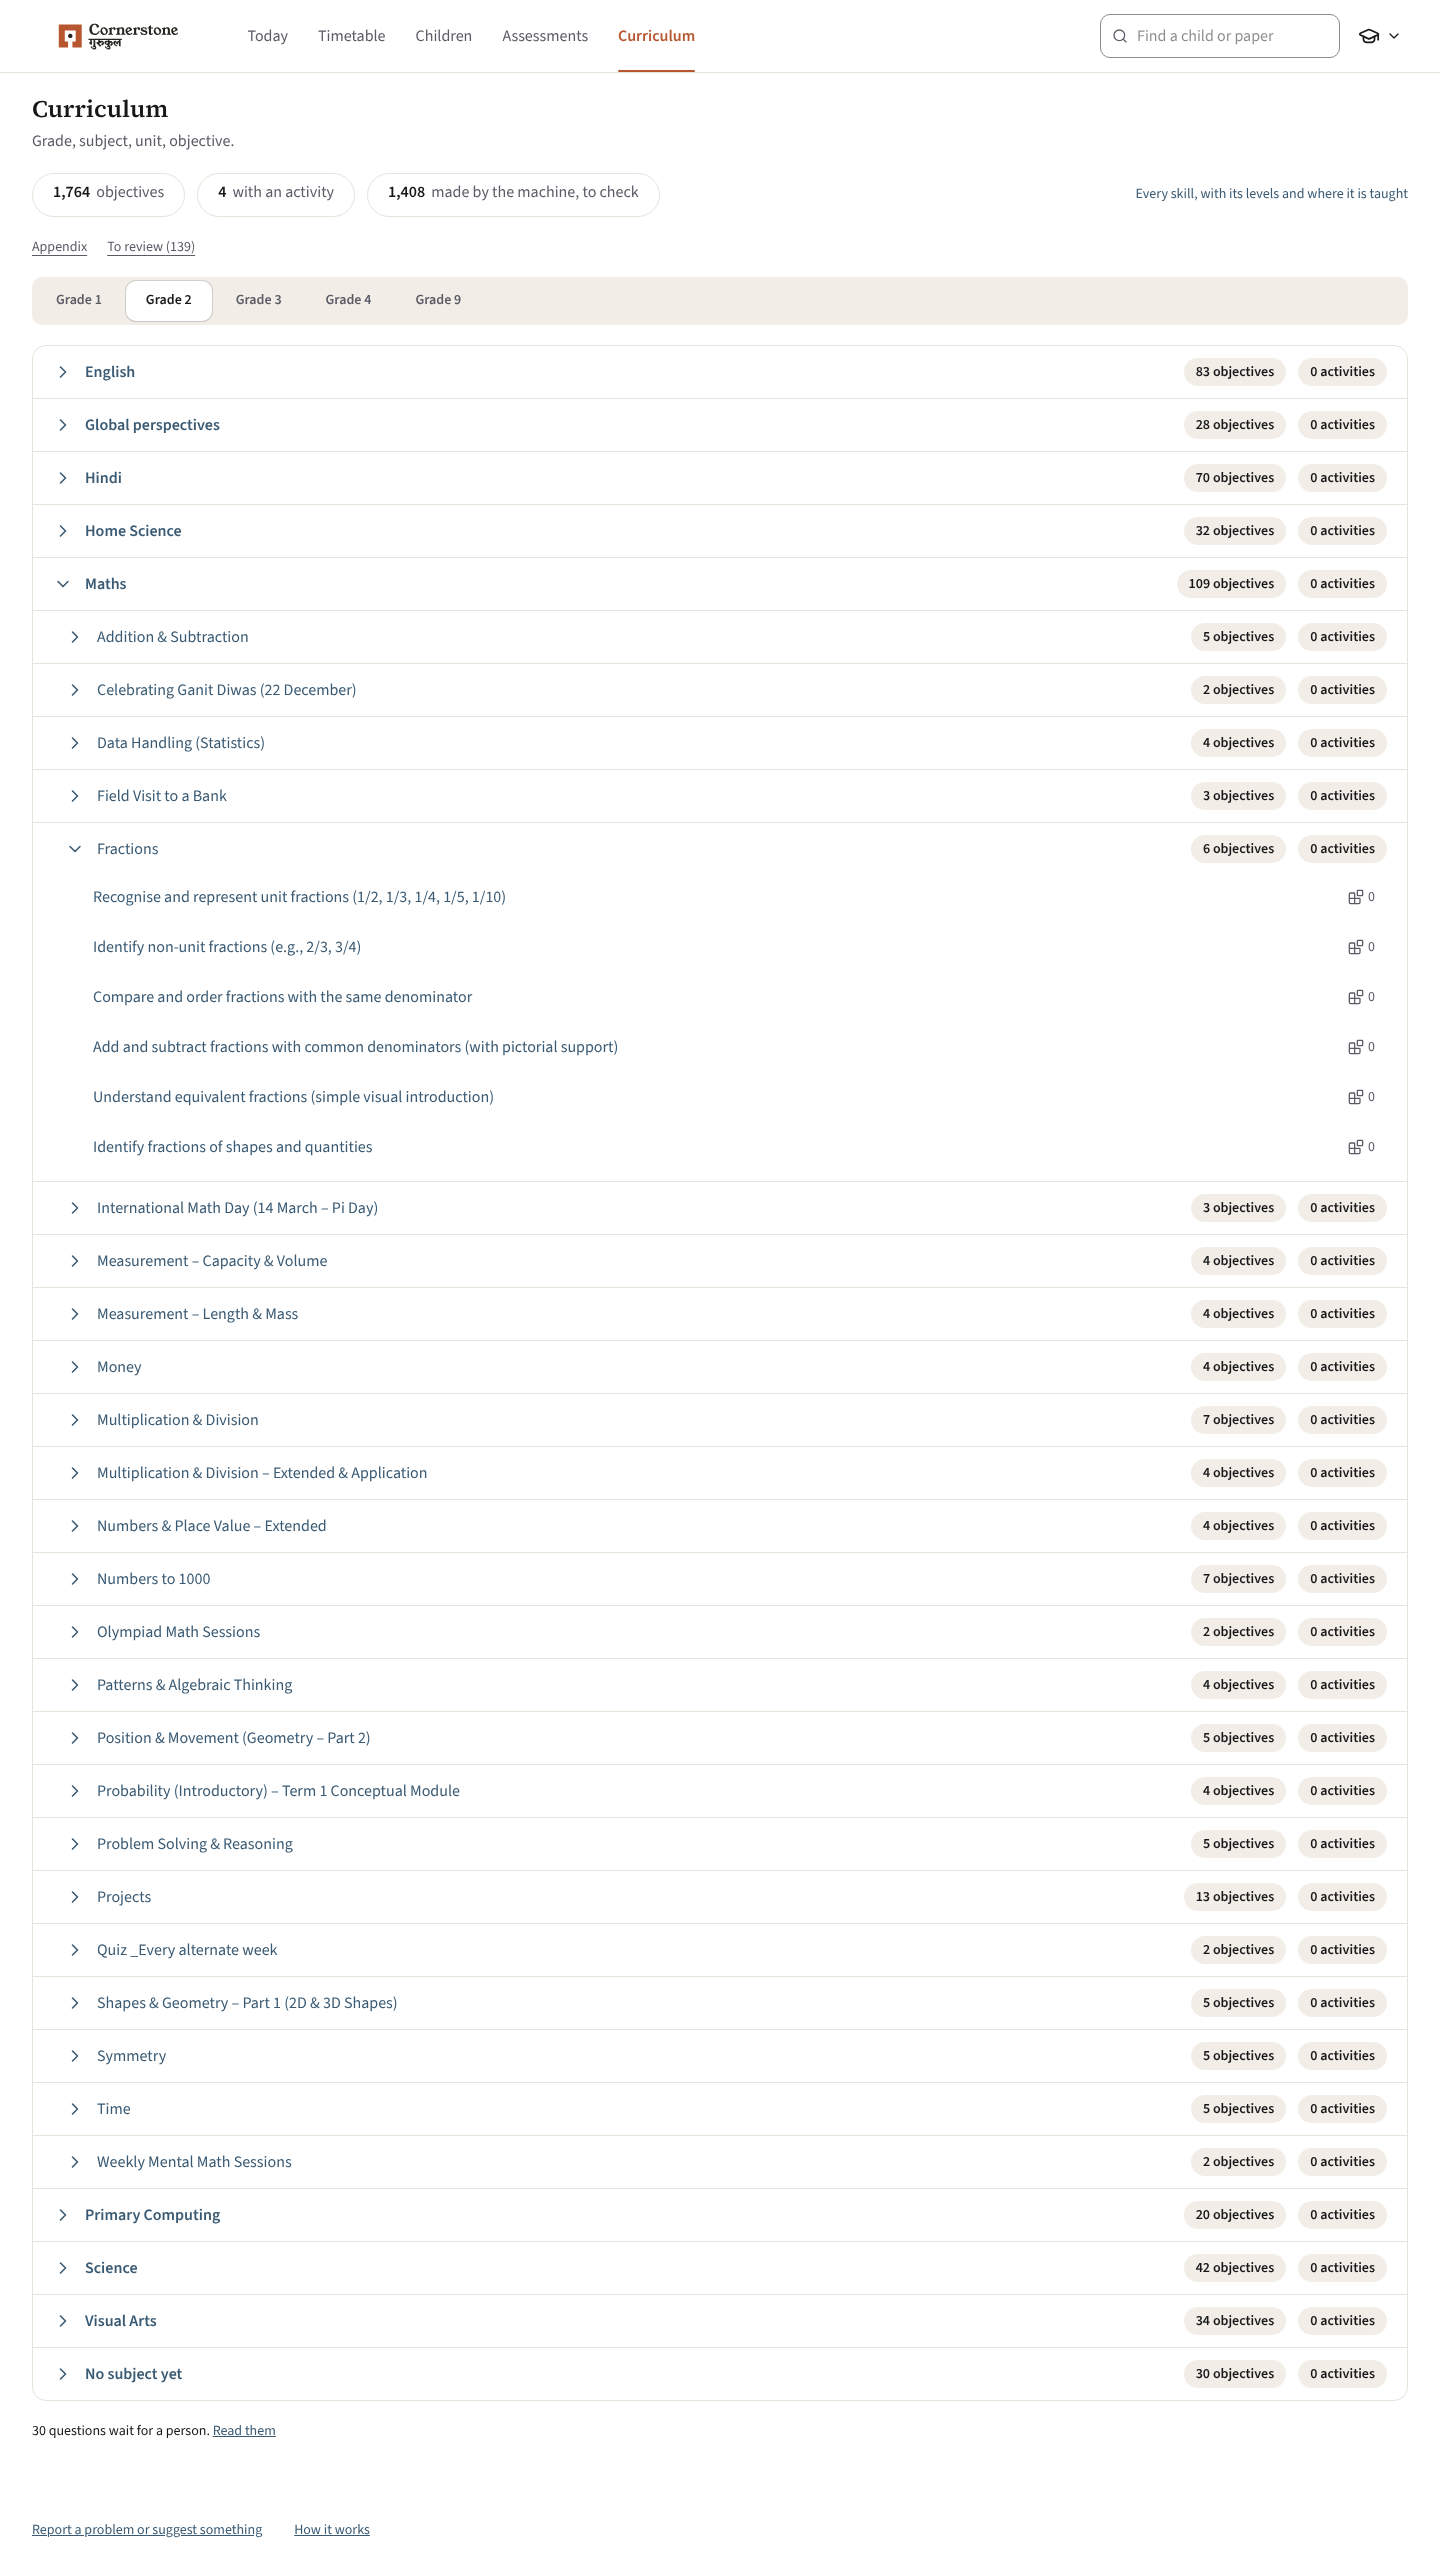 Cornerstone
गुरुकुल
Today
Timetable
Children
Assessments
Curriculum
Find a child or paper
Curriculum
Grade, subject, unit, objective.
1,764 objectives
4 with an activity
1,408 made by the machine, to check
Every skill, with its levels and where it is taught
Appendix
To review (139)
Grade 1
Grade 2
Grade 3
Grade 4
Grade 9
English 83 objectives 0 activities
Global perspectives 28 objectives 0 activities
Hindi 70 objectives 0 activities
Home Science 32 objectives 0 activities
Maths 109 objectives 0 activities
Addition & Subtraction 5 objectives 0 activities
Celebrating Ganit Diwas (22 December) 2 objectives 0 activities
Data Handling (Statistics) 4 objectives 0 activities
Field Visit to a Bank 3 objectives 0 activities
Fractions 6 objectives 0 activities
Recognise and represent unit fractions (1/2, 1/3, 1/4, 1/5, 1/10) 0
Identify non-unit fractions (e.g., 2/3, 3/4) 0
Compare and order fractions with the same denominator 0
Add and subtract fractions with common denominators (with pictorial support) 0
Understand equivalent fractions (simple visual introduction) 0
Identify fractions of shapes and quantities 0
International Math Day (14 March – Pi Day) 3 objectives 0 activities
Measurement – Capacity & Volume 4 objectives 0 activities
Measurement – Length & Mass 4 objectives 0 activities
Money 4 objectives 0 activities
Multiplication & Division 7 objectives 0 activities
Multiplication & Division – Extended & Application 4 objectives 0 activities
Numbers & Place Value – Extended 4 objectives 0 activities
Numbers to 1000 7 objectives 0 activities
Olympiad Math Sessions 2 objectives 0 activities
Patterns & Algebraic Thinking 4 objectives 0 activities
Position & Movement (Geometry – Part 2) 5 objectives 0 activities
Probability (Introductory) – Term 1 Conceptual Module 4 objectives 0 activities
Problem Solving & Reasoning 5 objectives 0 activities
Projects 13 objectives 0 activities
Quiz _Every alternate week 2 objectives 0 activities
Shapes & Geometry – Part 1 (2D & 3D Shapes) 5 objectives 0 activities
Symmetry 5 objectives 0 activities
Time 5 objectives 0 activities
Weekly Mental Math Sessions 2 objectives 0 activities
Primary Computing 20 objectives 0 activities
Science 42 objectives 0 activities
Visual Arts 34 objectives 0 activities
No subject yet 30 objectives 0 activities
30 questions wait for a person. Read them
Report a problem or suggest something
How it works